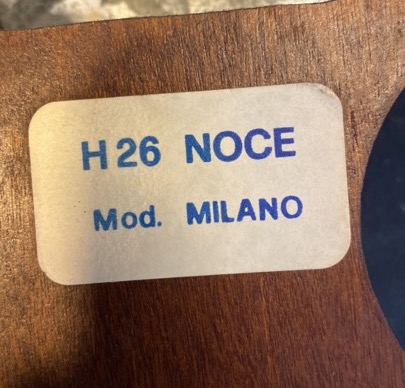 H 26 NOCE
Mod. MILANO